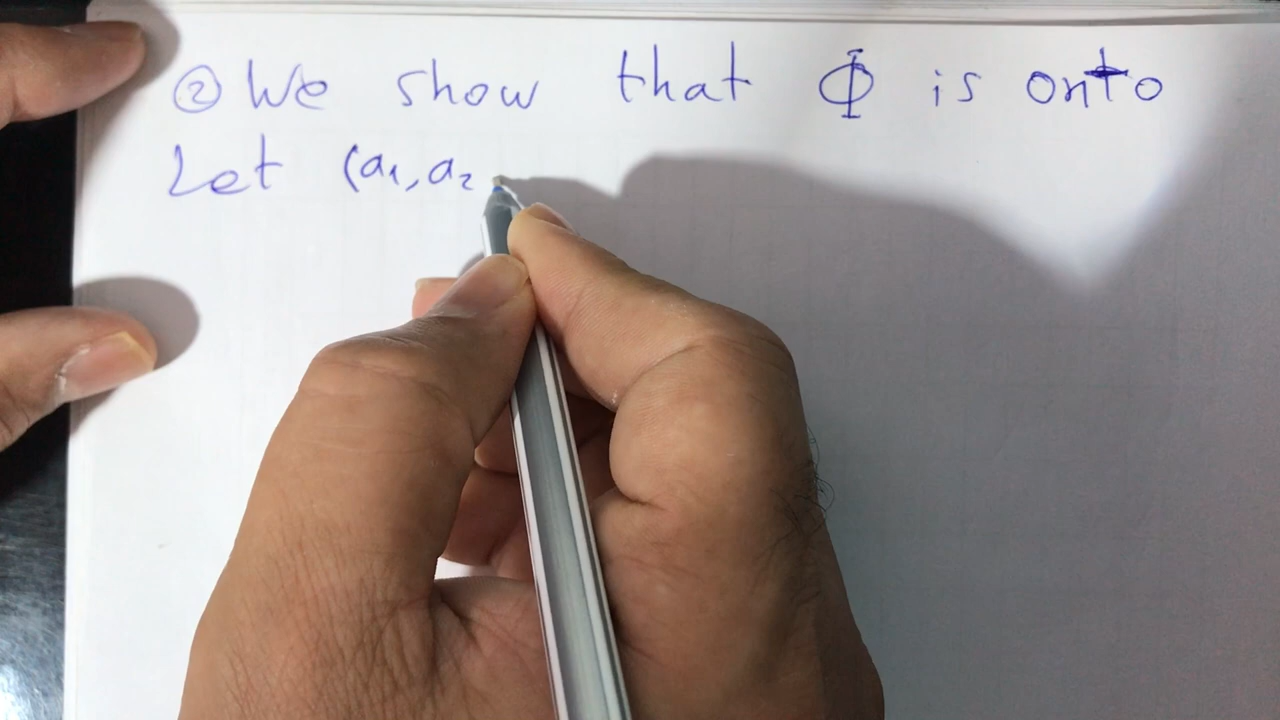 ② We show that Φ is onto
Let (a₁, a₂